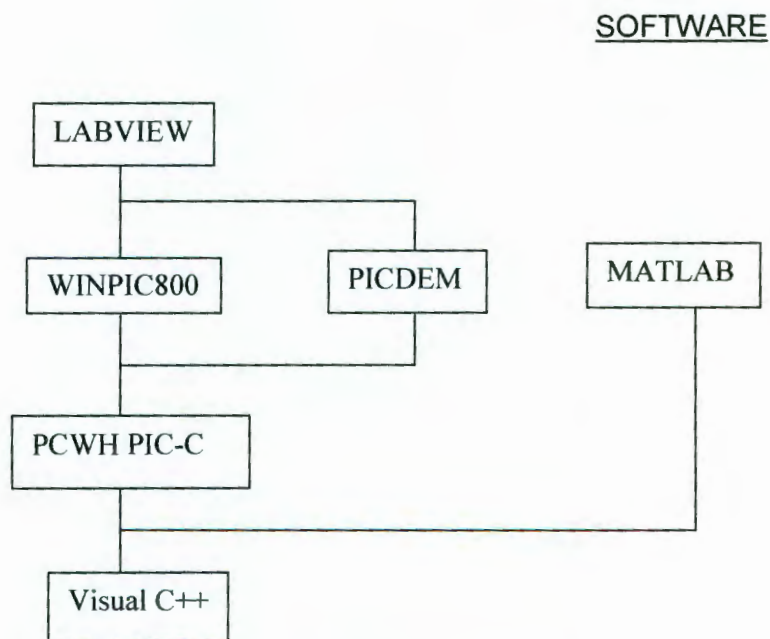 SOFTWARE
LABVIEW
WINPIC800
PICDEM
MATLAB
PCWH PIC-C
Visual C++